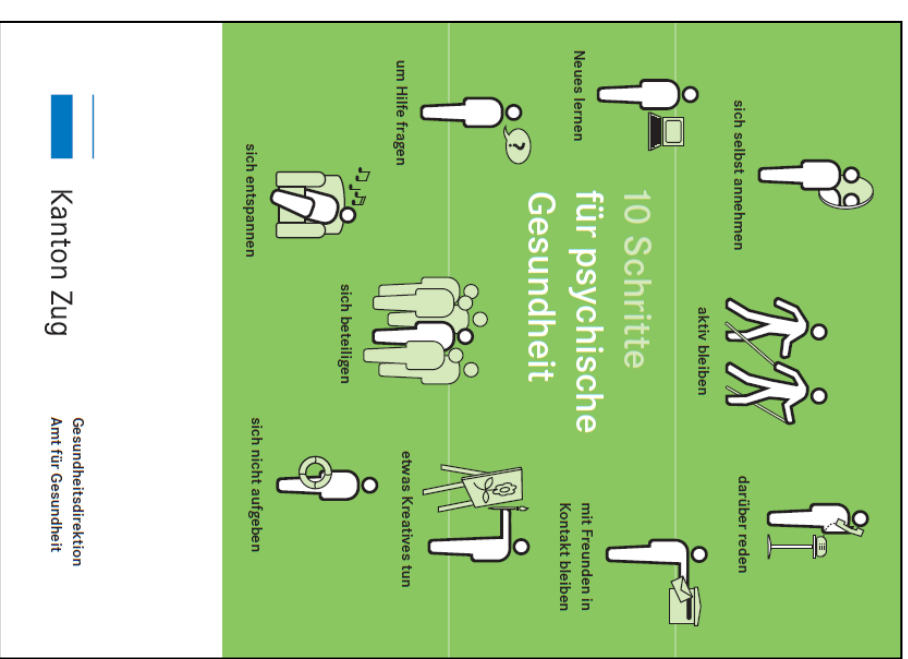 sich selbst annehmen
aktiv bleiben
darüber reden
Neues lernen
mit Freunden in
Kontakt bleiben
10 Schritte
für psychische
Gesundheit
um Hilfe fragen
etwas Kreatives tun
sich beteiligen
sich entspannen
sich nicht aufgeben
?
Kanton Zug
Gesundheitsdirektion
Amt für Gesundheit